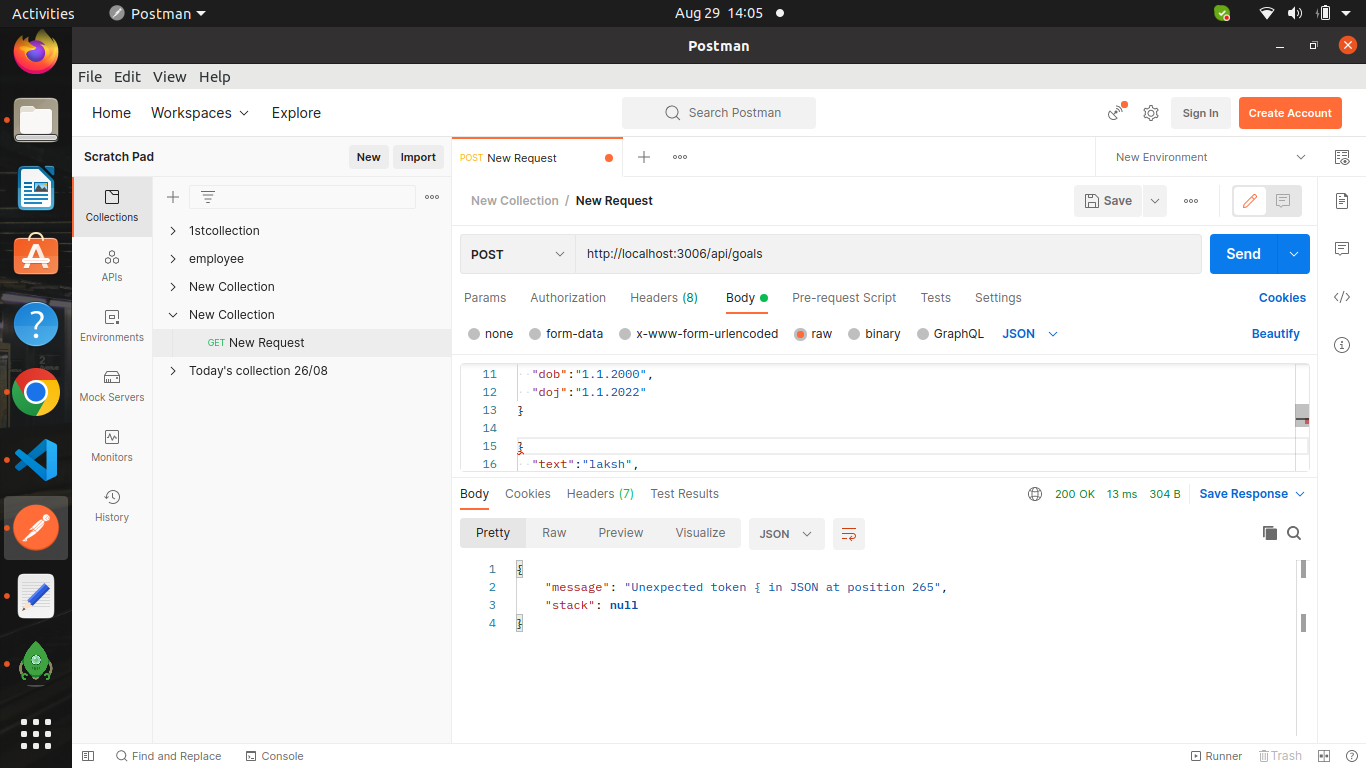 Activities Postman Aug 29 14:05
Postman
File Edit View Help
Home Workspaces Explore Search Postman Sign In Create Account
Scratch Pad New Import POST New Request New Environment
New Collection / New Request Save
Collections
1stcollection
employee
New Collection
New Collection
GET New Request
Today's collection 26/08
APIs
Environments
Mock Servers
Monitors
History
POST http://localhost:3006/api/goals Send
Params Authorization Headers (8) Body Pre-request Script Tests Settings Cookies
none form-data x-www-form-urlencoded raw binary GraphQL JSON Beautify
11 "dob":"1.1.2000",
12 "doj":"1.1.2022"
13 }
14
15 }
16 "text":"laksh",
Body Cookies Headers (7) Test Results 200 OK 13 ms 304 B Save Response
Pretty Raw Preview Visualize JSON
1 {
2 "message": "Unexpected token { in JSON at position 265",
3 "stack": null
4 }
Find and Replace Console Runner Trash